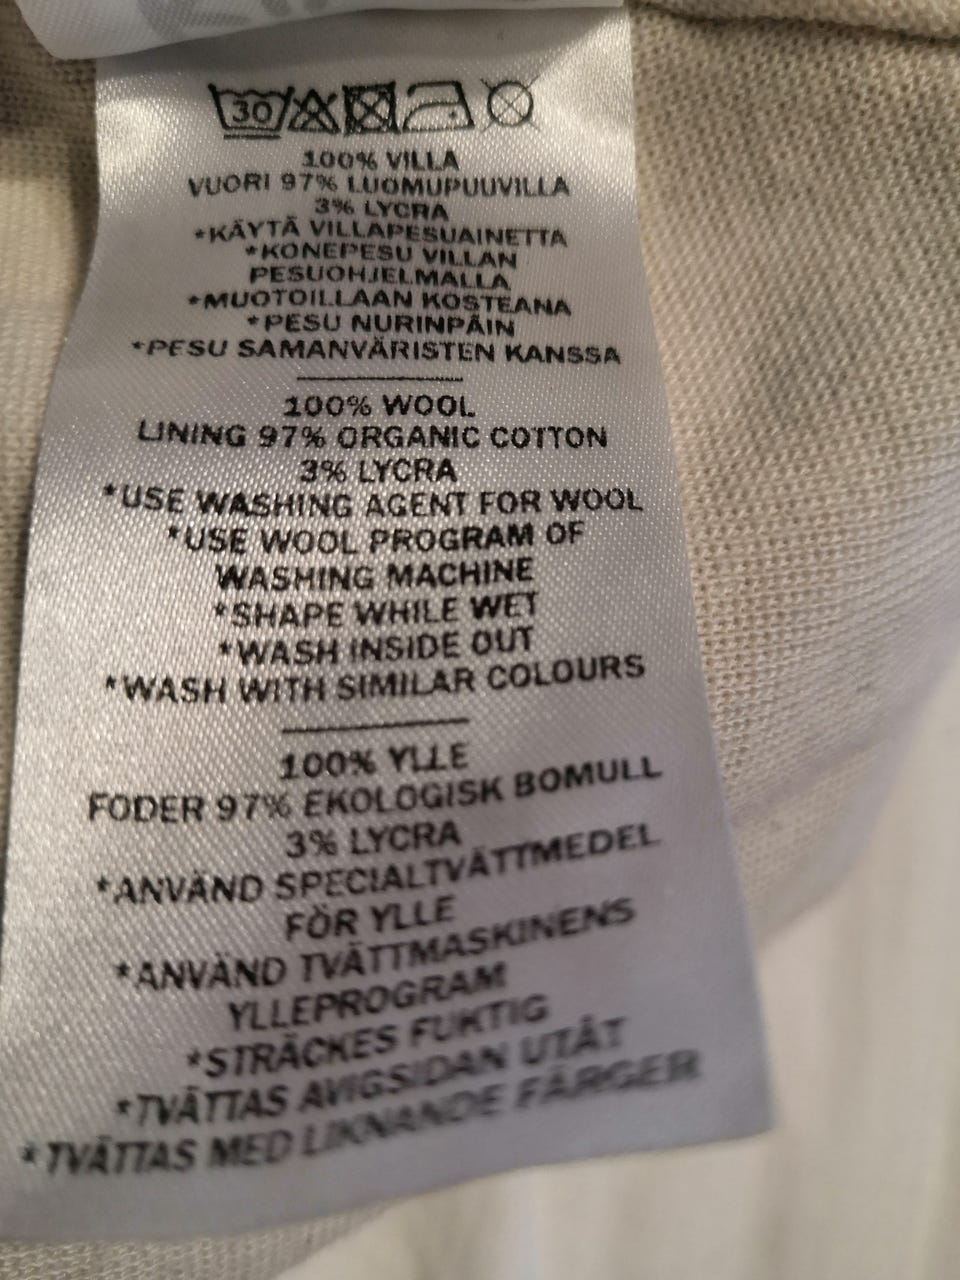 30
100% VILLA
VUORI 97% LUOMUPUUVILLA
3% LYCRA
*KÄYTÄ VILLAPESUAINETTA
*KONEPESU VILLAN
PESUOHJELMALLA
*MUOTOILLAAN KOSTEANA
*PESU NURINPÄIN
*PESU SAMANVÄRISTEN KANSSA
100% WOOL
LINING 97% ORGANIC COTTON
3% LYCRA
*USE WASHING AGENT FOR WOOL
*USE WOOL PROGRAM OF
WASHING MACHINE
*SHAPE WHILE WET
*WASH INSIDE OUT
*WASH WITH SIMILAR COLOURS
100% YLLE
FODER 97% EKOLOGISK BOMULL
3% LYCRA
*ANVÄND SPECIALTVÄTTMEDEL
FÖR YLLE
*ANVÄND TVÄTTMASKINENS
YLLEPROGRAM
*STRÄCKES FUKTIG
*TVÄTTAS AVIGSIDAN UTÅT
*TVÄTTAS MED LIKNANDE FÄRGER